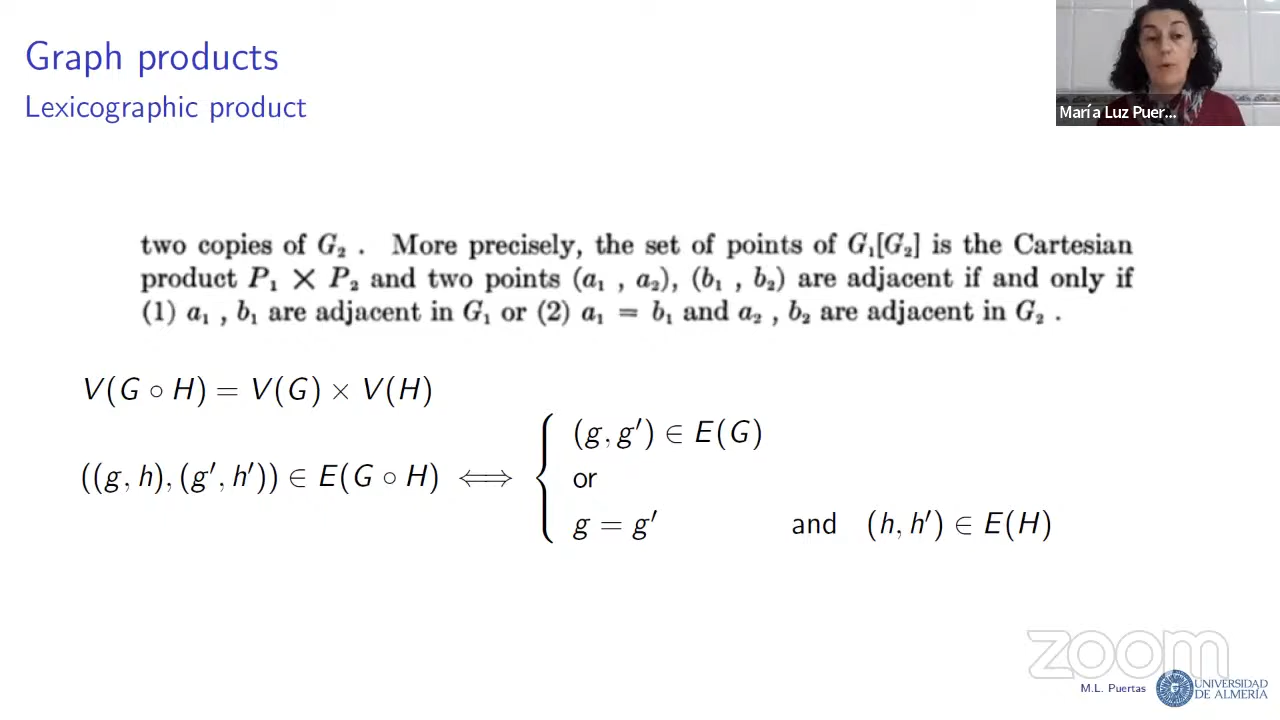 Graph products
Lexicographic product
María Luz Puer...
two copies of G₂ . More precisely, the set of points of G₁[G₂] is the Cartesian
product P₁ × P₂ and two points (a₁ , a₂), (b₁ , b₂) are adjacent if and only if
(1) a₁ , b₁ are adjacent in G₁ or (2) a₁ = b₁ and a₂ , b₂ are adjacent in G₂ .
V(G ∘ H) = V(G) × V(H)
((g, h), (g′, h′)) ∈ E(G ∘ H) ⟺
(g, g′) ∈ E(G)
or
g = g′ and (h, h′) ∈ E(H)
zoom
M.L. Puertas
UNIVERSIDAD
DE ALMERÍA